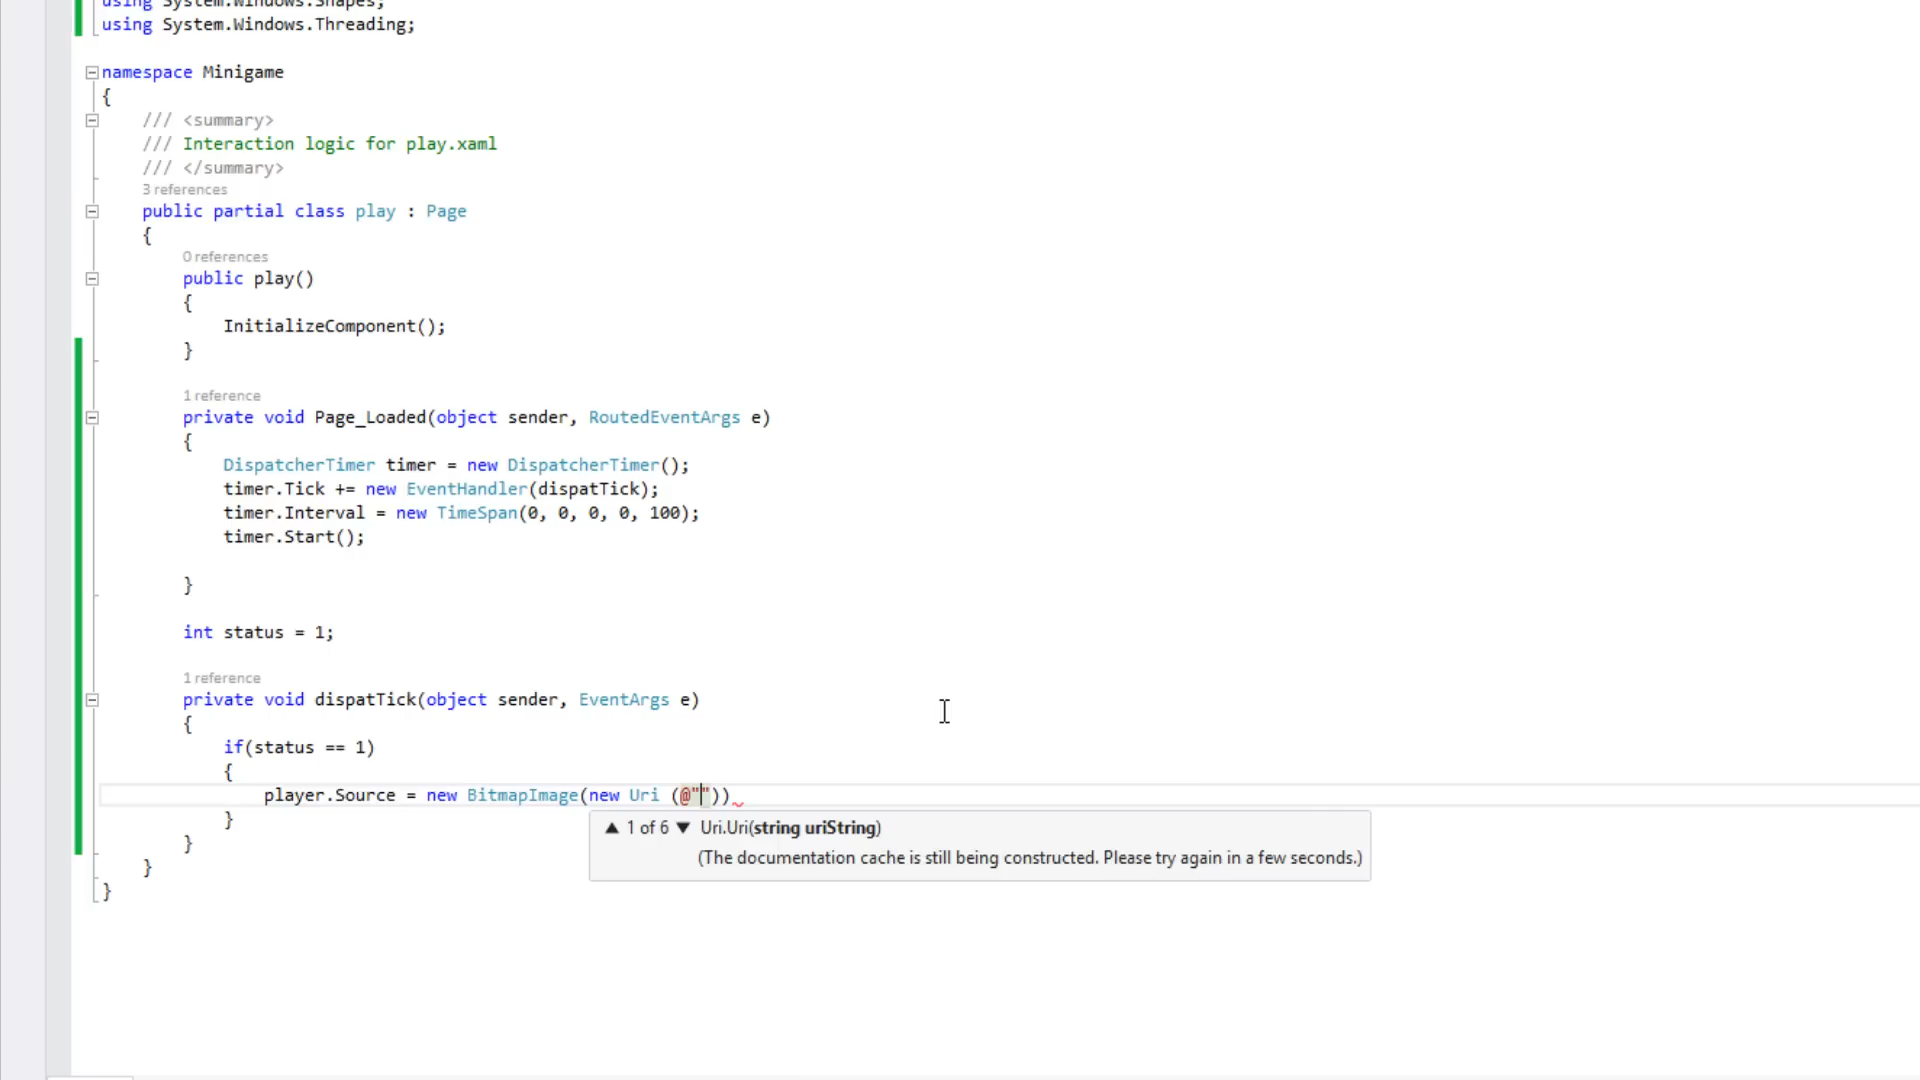 using System.Windows.Shapes;
using System.Windows.Threading;
namespace Minigame
{
/// <summary>
/// Interaction logic for play.xaml
/// </summary>
3 references
public partial class play : Page
{
0 references
public play()
{
InitializeComponent();
}
1 reference
private void Page_Loaded(object sender, RoutedEventArgs e)
{
DispatcherTimer timer = new DispatcherTimer();
timer.Tick += new EventHandler(dispatTick);
timer.Interval = new TimeSpan(0, 0, 0, 0, 100);
timer.Start();
}
int status = 1;
1 reference
private void dispatTick(object sender, EventArgs e)
{
if(status == 1)
{
player.Source = new BitmapImage(new Uri (@""))
}
▲ 1 of 6 ▼ Uri.Uri(string uriString)
}
(The documentation cache is still being constructed. Please try again in a few seconds.)
}
}